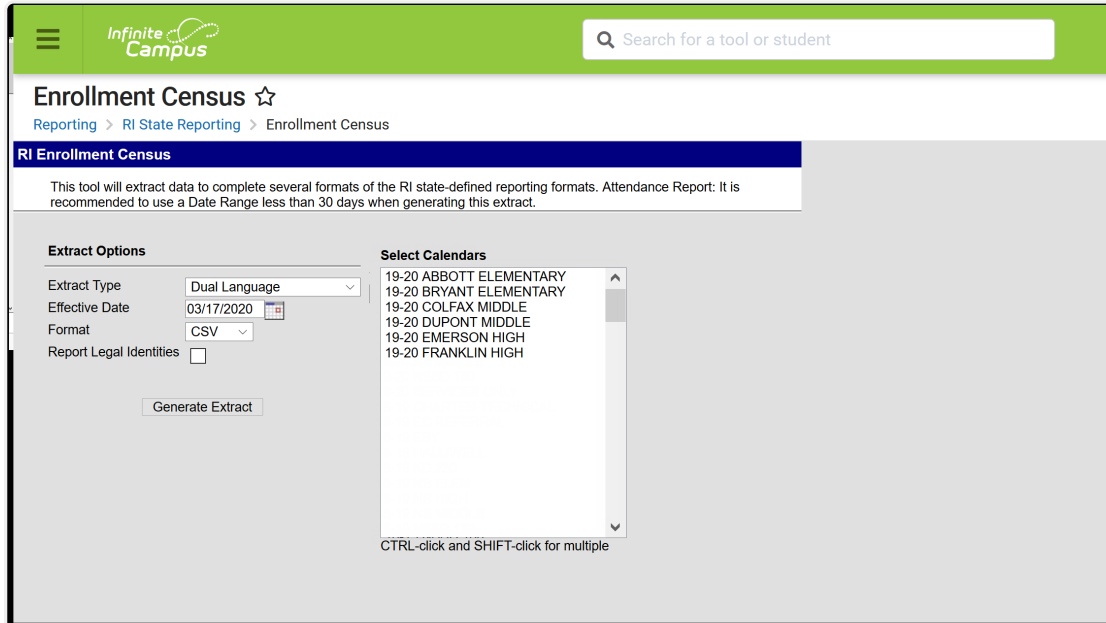 Infinite
Campus
Search for a tool or student
Enrollment Census
Reporting > RI State Reporting > Enrollment Census
RI Enrollment Census
This tool will extract data to complete several formats of the RI state-defined reporting formats. Attendance Report: It is
recommended to use a Date Range less than 30 days when generating this extract.
Extract Options
Extract Type
Dual Language
Effective Date
03/17/2020
Format
CSV
Report Legal Identities
Generate Extract
Select Calendars
19-20 ABBOTT ELEMENTARY
19-20 BRYANT ELEMENTARY
19-20 COLFAX MIDDLE
19-20 DUPONT MIDDLE
19-20 EMERSON HIGH
19-20 FRANKLIN HIGH
CTRL-click and SHIFT-click for multiple